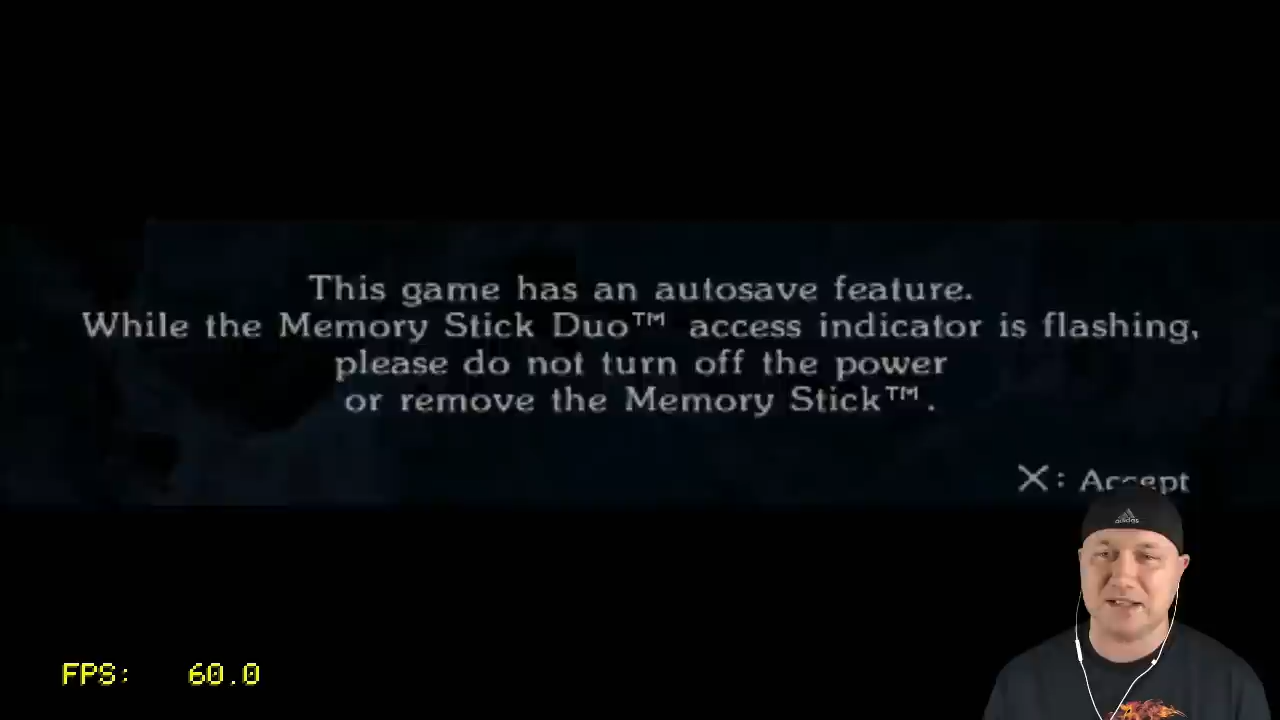 This game has an autosave feature.
While the Memory Stick Duo™ access indicator is flashing,
please do not turn off the power
or remove the Memory Stick™.
X: Accept
adidas
FPS: 60.0